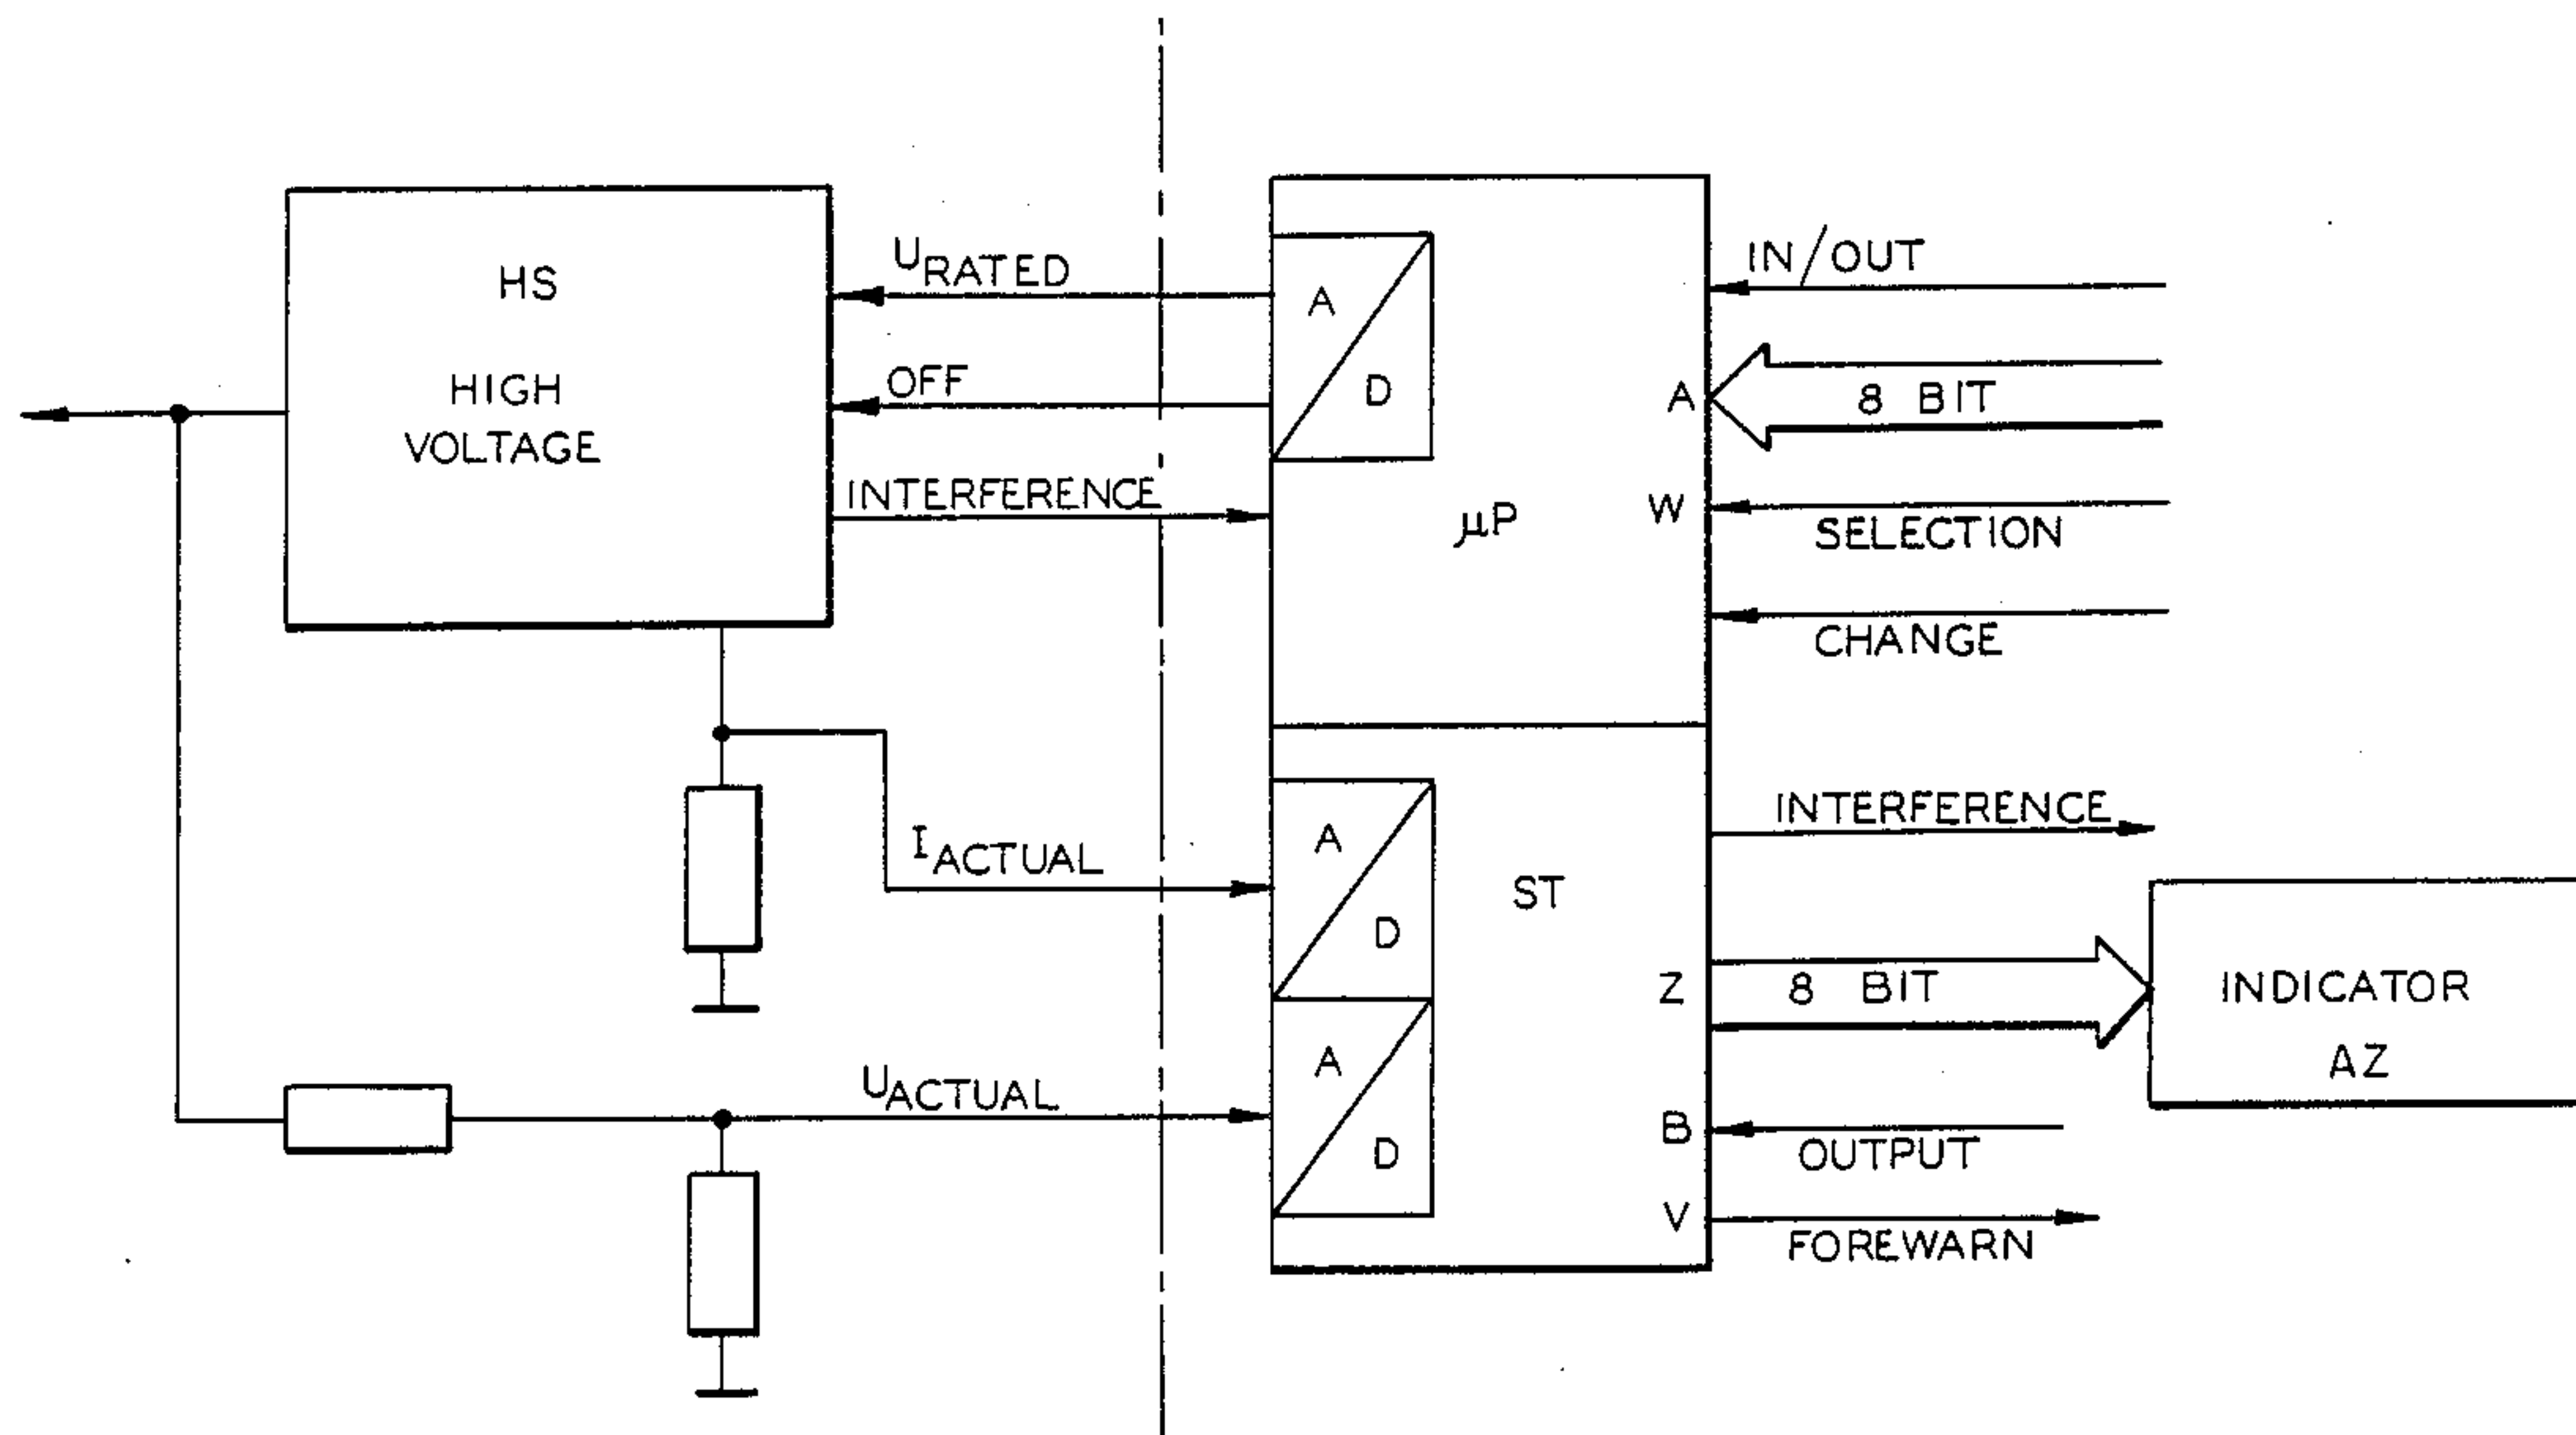 HS
HIGH
VOLTAGE
URATED
OFF
INTERFERENCE
IACTUAL
UACTUAL
A
D
μP
A
W
A
D
ST
A
D
Z
B
V
IN/OUT
8 BIT
SELECTION
CHANGE
INTERFERENCE
8 BIT
OUTPUT
FOREWARN
INDICATOR
AZ